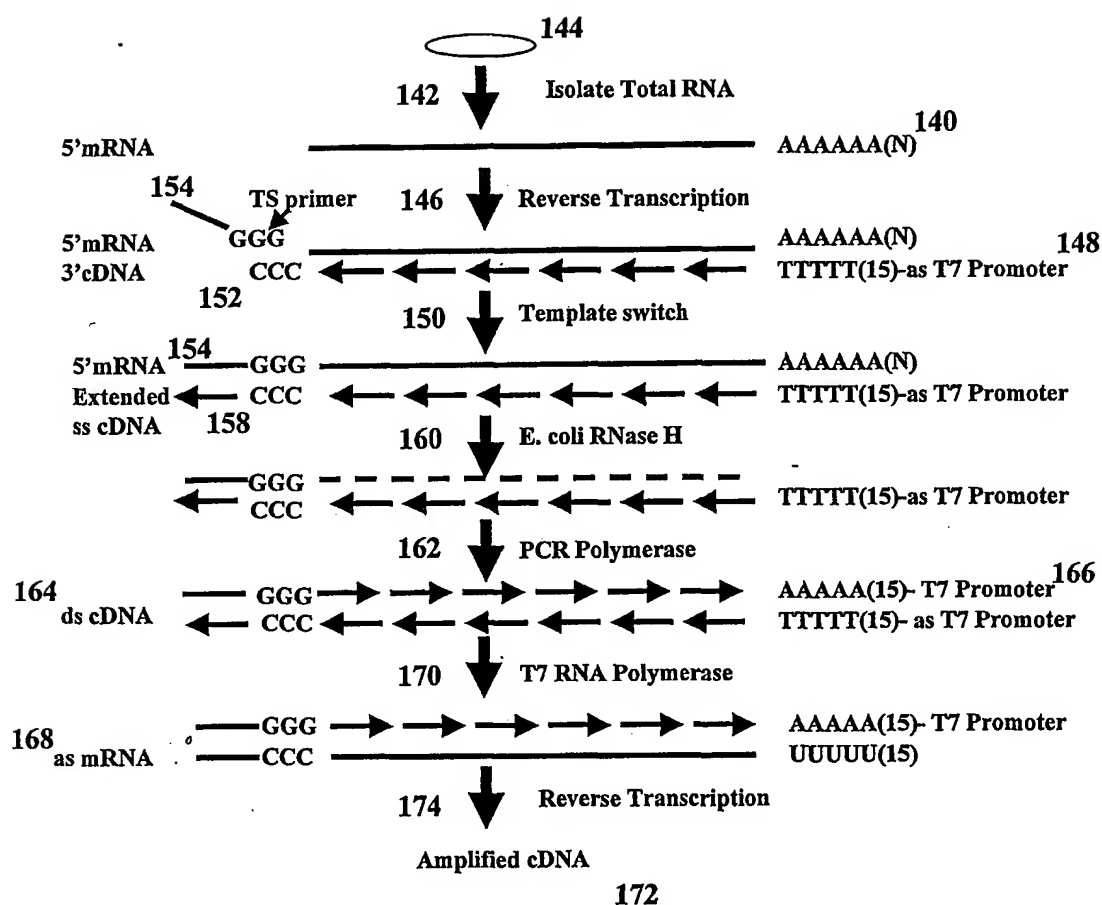 144
142 Isolate Total RNA
5'mRNA AAAAAA(N) 140
154 TS primer 146 Reverse Transcription
GGG
5'mRNA AAAAAA(N)
3'cDNA CCC TTTTT(15)-as T7 Promoter 148
152 150 Template switch
5'mRNA 154 GGG AAAAAA(N)
Extended CCC TTTTT(15)-as T7 Promoter
ss cDNA 158
160 E. coli RNase H
GGG
CCC TTTTT(15)-as T7 Promoter
162 PCR Polymerase
164 GGG AAAAA(15)- T7 Promoter 166
ds cDNA CCC TTTTT(15)- as T7 Promoter
170 T7 RNA Polymerase
GGG AAAAA(15)- T7 Promoter
168 as mRNA CCC UUUUU(15)
174 Reverse Transcription
Amplified cDNA
172